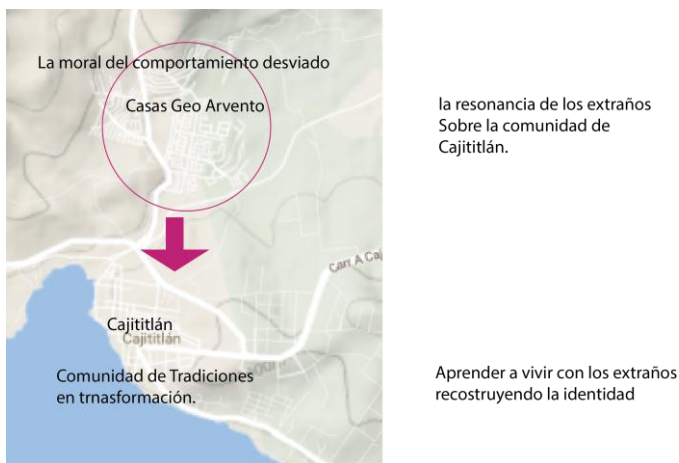 La moral del comportamiento desviado
Casas Geo Arvento
la resonancia de los extraños
Sobre la comunidad de
Cajititlán.
Carr A Caj
Cajititlán
Cajititlán
Comunidad de Tradiciones
en trnasformación.
Aprender a vivir con los extraños
recostruyendo la identidad